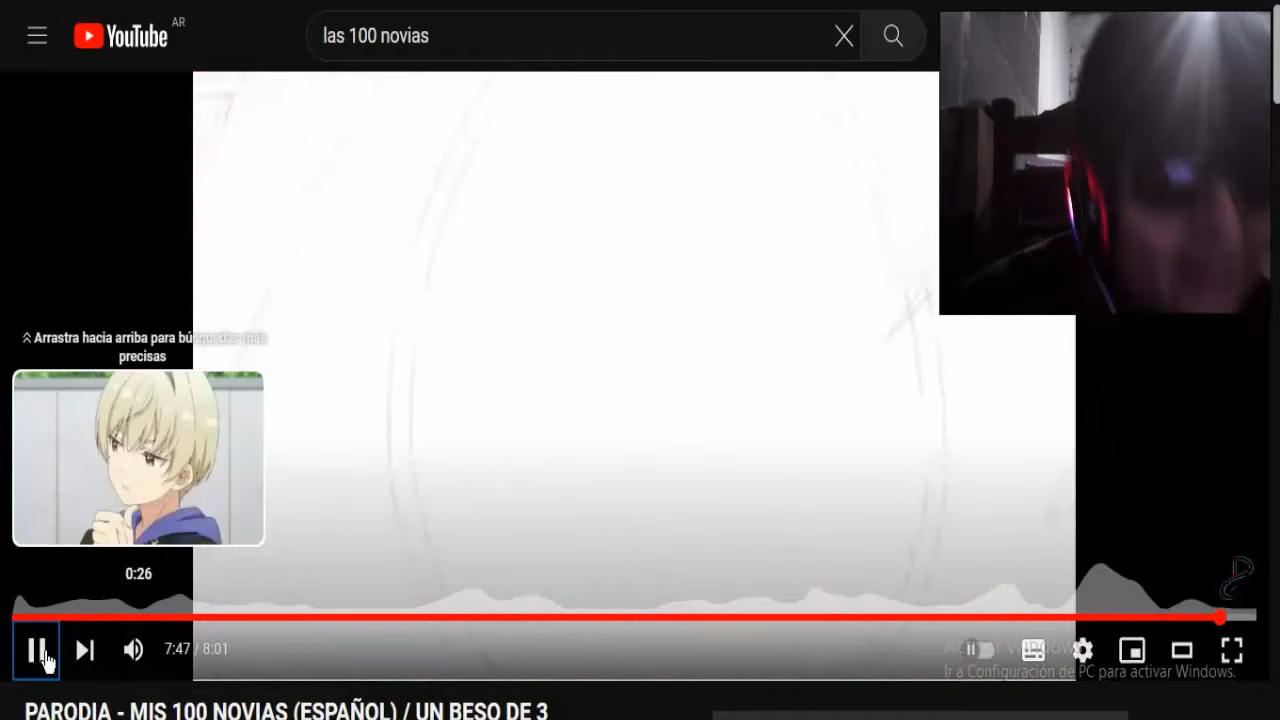 YouTube AR
las 100 novias
Arrastra hacia arriba para búsquedas más
precisas
0:26
7:47 / 8:01
Ir a Configuración de PC para activar Windows.
PARODIA - MIS 100 NOVIAS (ESPAÑOL) / UN BESO DE 3